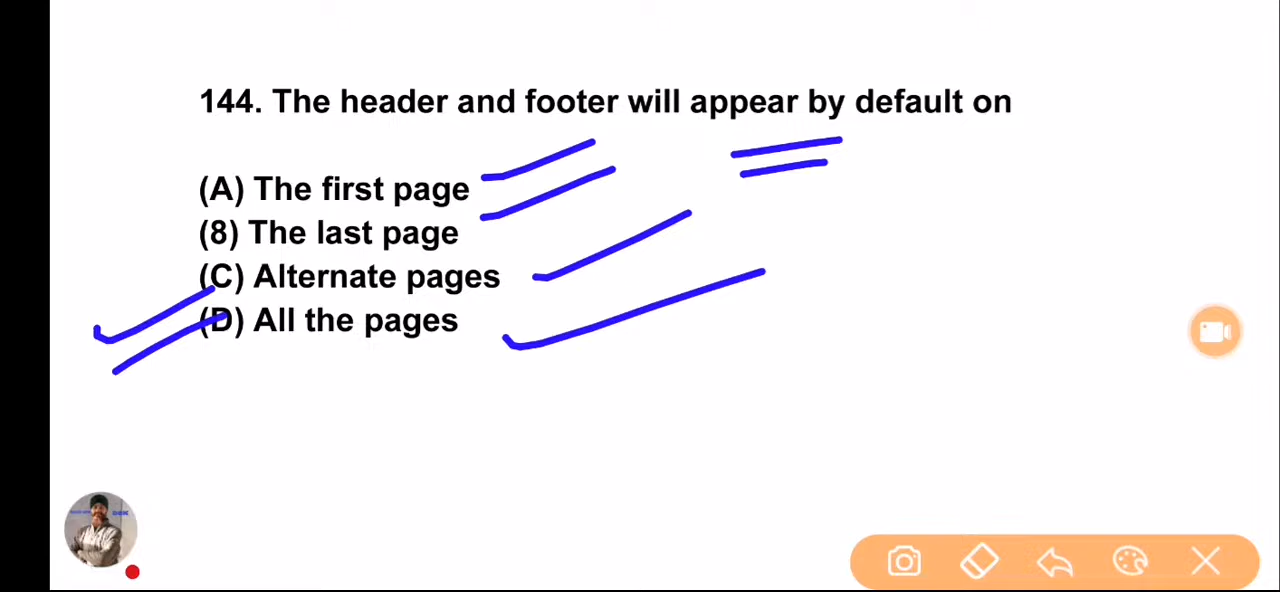 144. The header and footer will appear by default on
(A) The first page
(8) The last page
(C) Alternate pages
(D) All the pages